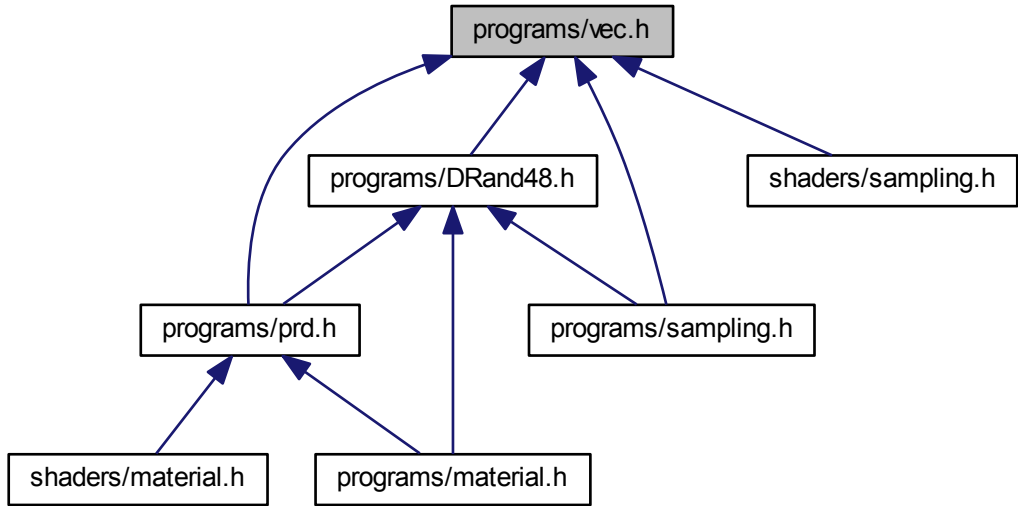 programs/vec.h
programs/DRand48.h
shaders/sampling.h
programs/prd.h
programs/sampling.h
shaders/material.h
programs/material.h